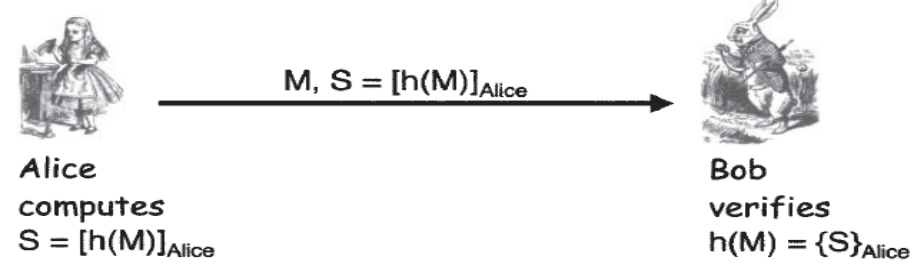 M, S = [h(M)]Alice
Alice
computes
S = [h(M)]Alice
Bob
verifies
h(M) = {S}Alice